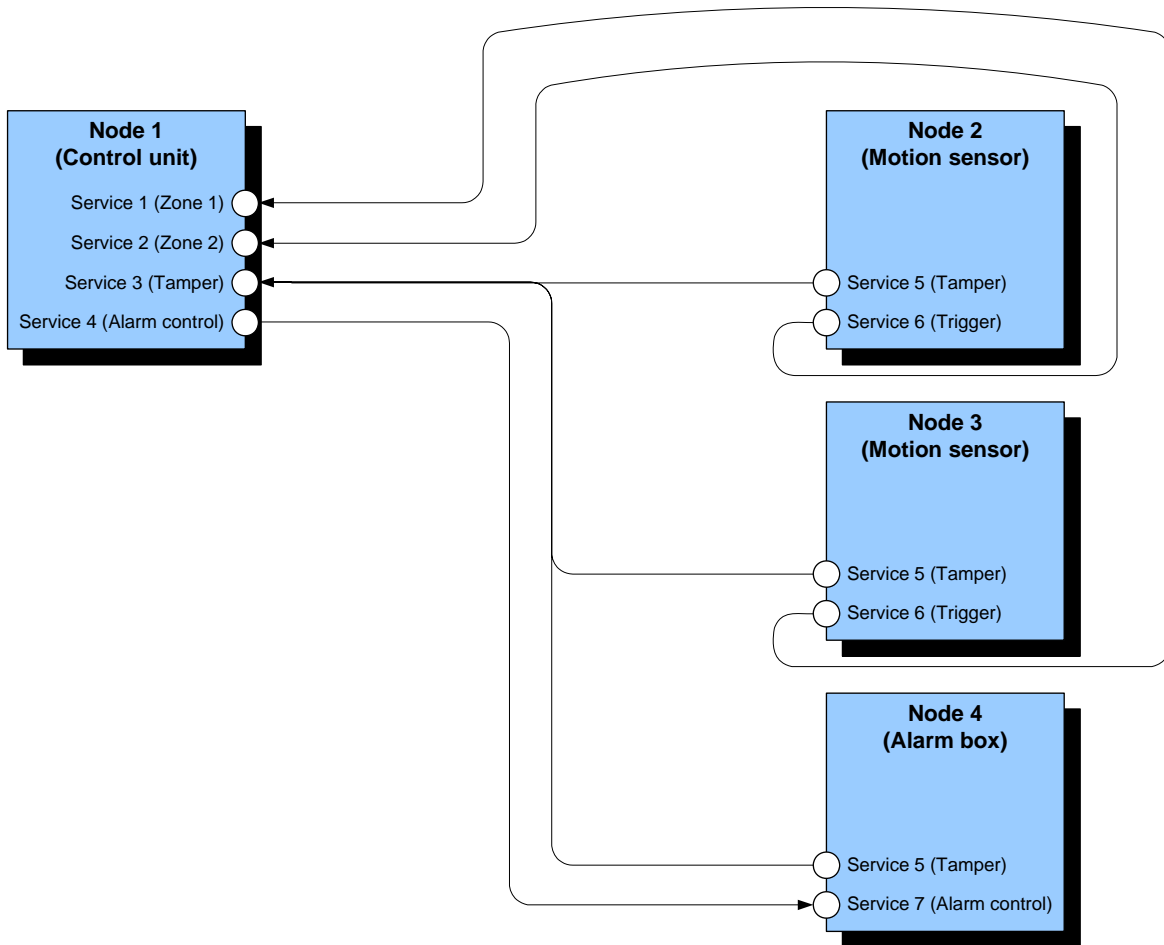 Node 1
(Control unit)
Service 1 (Zone 1)
Service 2 (Zone 2)
Service 3 (Tamper)
Service 4 (Alarm control)
Node 2
(Motion sensor)
Service 5 (Tamper)
Service 6 (Trigger)
Node 3
(Motion sensor)
Service 5 (Tamper)
Service 6 (Trigger)
Node 4
(Alarm box)
Service 5 (Tamper)
Service 7 (Alarm control)